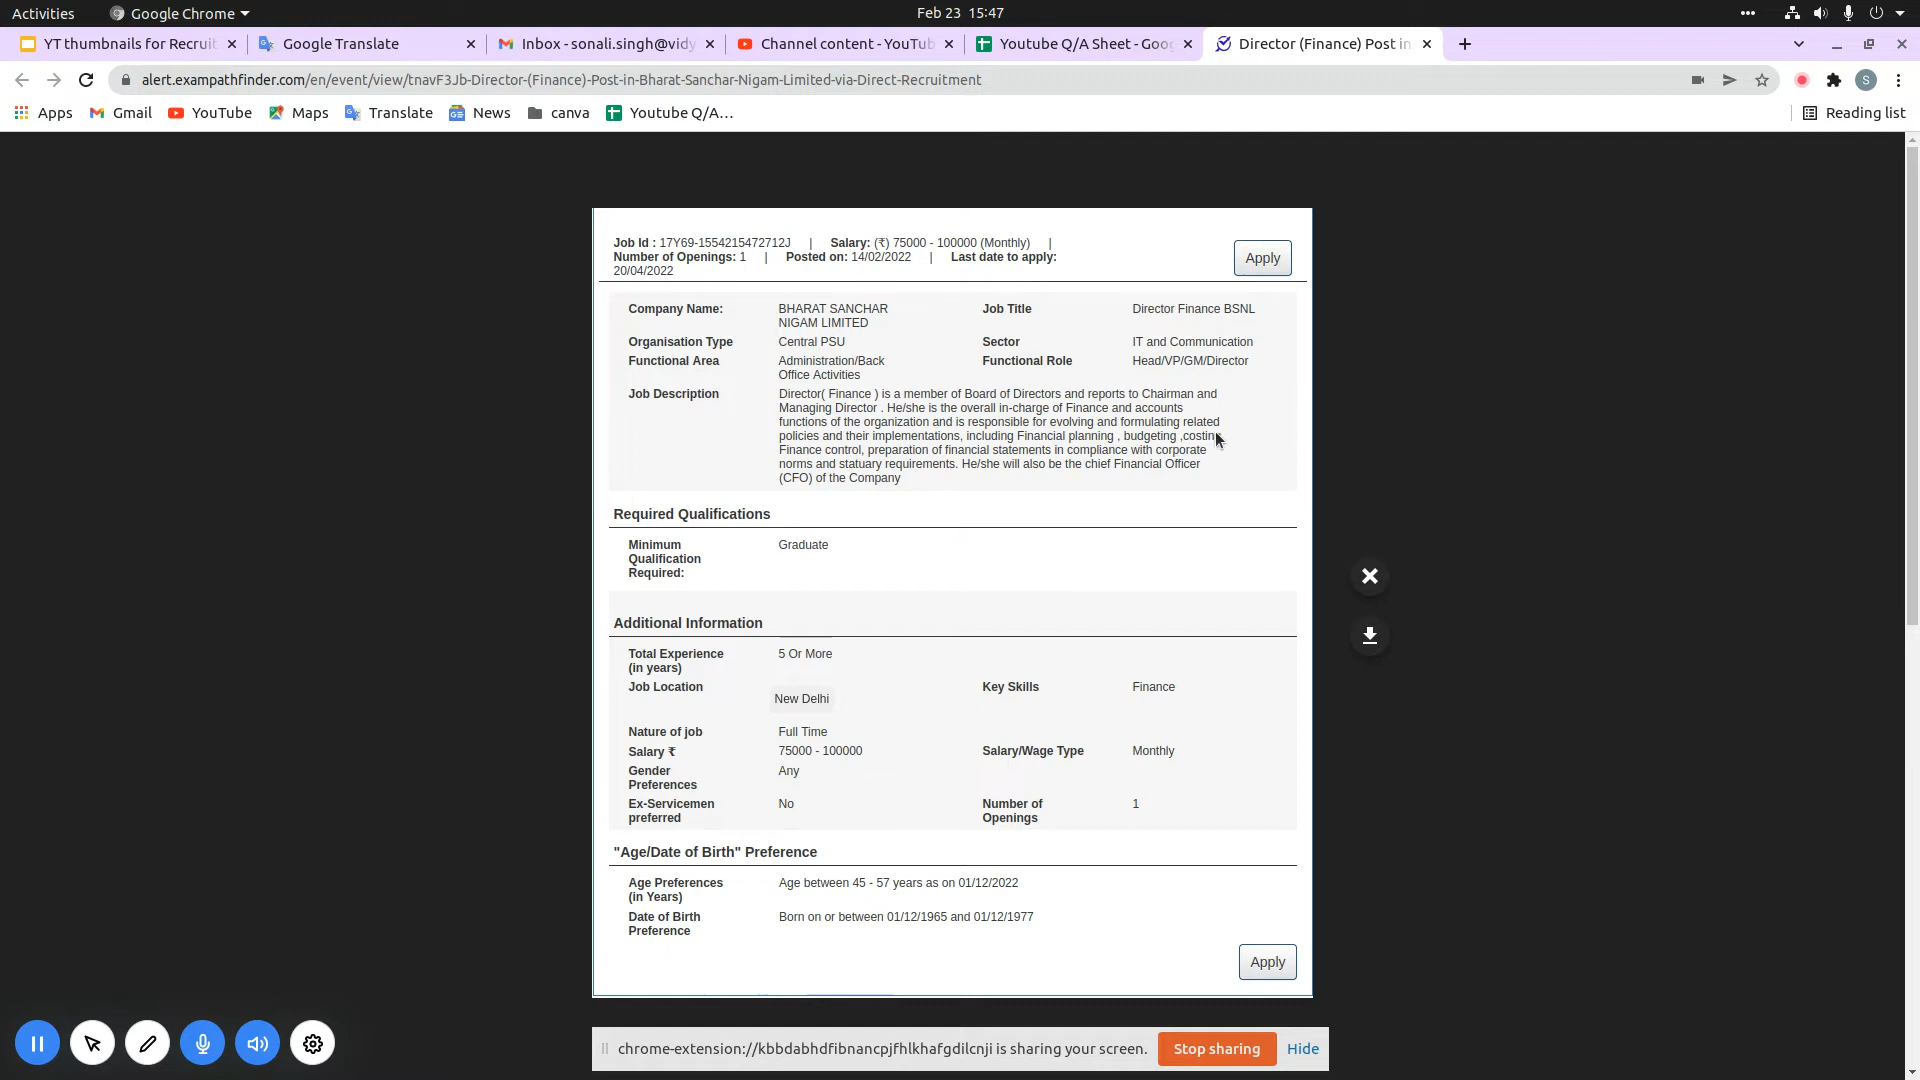 Activities Google Chrome Feb 23 15:47
YT thumbnails for Recruit Google Translate Inbox - sonali.singh@vidy Channel content - YouTub Youtube Q/A Sheet - Goog Director (Finance) Post in
alert.exampathfinder.com/en/event/view/tnavF3Jb-Director-(Finance)-Post-in-Bharat-Sanchar-Nigam-Limited-via-Direct-Recruitment S
Apps Gmail YouTube Maps Translate News canva Youtube Q/A... Reading list
Job Id : 17Y69-1554215472712J | Salary: (₹) 75000 - 100000 (Monthly) |
Number of Openings: 1 | Posted on: 14/02/2022 | Last date to apply:
20/04/2022
Apply
Company Name: BHARAT SANCHAR Job Title Director Finance BSNL
NIGAM LIMITED
Organisation Type Central PSU Sector IT and Communication
Functional Area Administration/Back Functional Role Head/VP/GM/Director
Office Activities
Job Description Director( Finance ) is a member of Board of Directors and reports to Chairman and
Managing Director . He/she is the overall in-charge of Finance and accounts
functions of the organization and is responsible for evolving and formulating related
policies and their implementations, including Financial planning , budgeting ,costing
Finance control, preparation of financial statements in compliance with corporate
norms and statuary requirements. He/she will also be the chief Financial Officer
(CFO) of the Company
Required Qualifications
Minimum Graduate
Qualification
Required:
Additional Information
Total Experience 5 Or More
(in years)
Job Location New Delhi Key Skills Finance
Nature of job Full Time
Salary ₹ 75000 - 100000 Salary/Wage Type Monthly
Gender Any
Preferences
Ex-Servicemen No Number of 1
preferred Openings
"Age/Date of Birth" Preference
Age Preferences Age between 45 - 57 years as on 01/12/2022
(in Years)
Date of Birth Born on or between 01/12/1965 and 01/12/1977
Preference
Apply
chrome-extension://kbbdabhdfibnancpjfhlkhafgdilcnji is sharing your screen. Stop sharing Hide